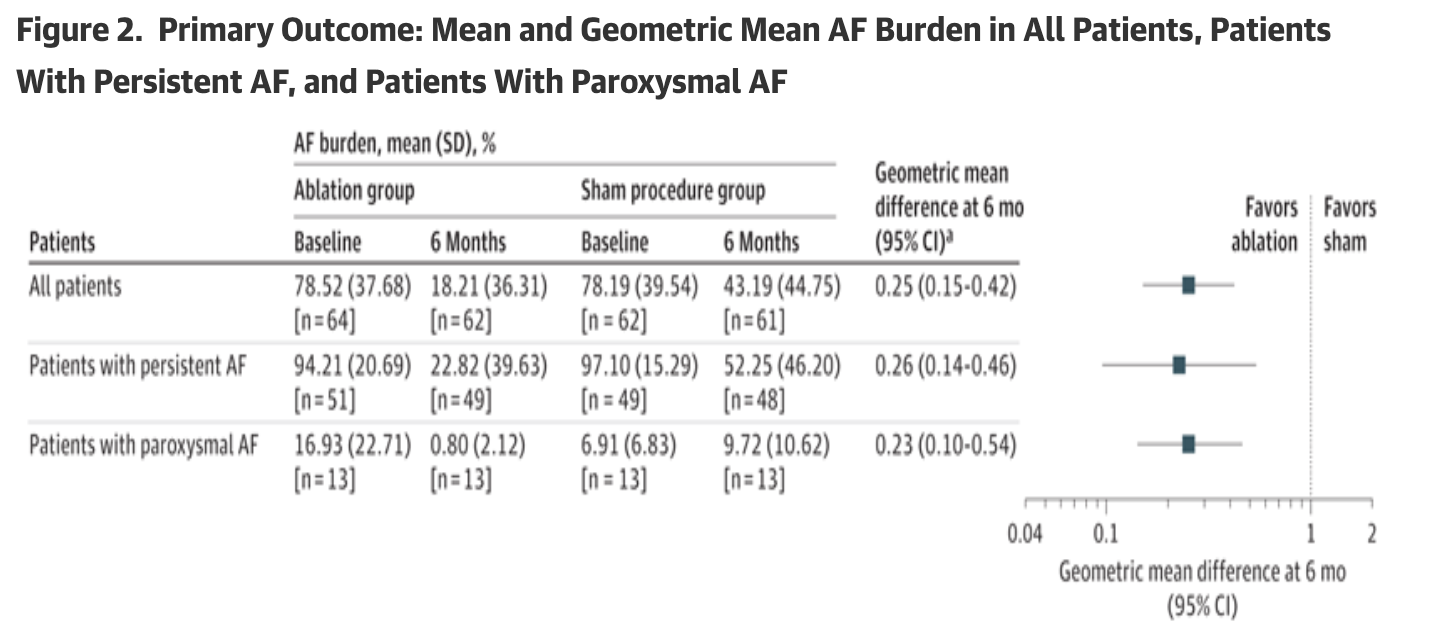 Figure 2. Primary Outcome: Mean and Geometric Mean AF Burden in All Patients, Patients
With Persistent AF, and Patients With Paroxysmal AF
AF burden, mean (SD), %
Ablation group Sham procedure group
Geometric mean
difference at 6 mo
(95% CI)a
Favors ablation
Favors sham
Patients Baseline 6 Months Baseline 6 Months
All patients 78.52 (37.68) 18.21 (36.31) 78.19 (39.54) 43.19 (44.75) 0.25 (0.15-0.42)
[n=64] [n=62] [n = 62] [n=61]
Patients with persistent AF 94.21 (20.69) 22.82 (39.63) 97.10 (15.29) 52.25 (46.20) 0.26 (0.14-0.46)
[n=51] [n=49] [n = 49] [n=48]
Patients with paroxysmal AF 16.93 (22.71) 0.80 (2.12) 6.91 (6.83) 9.72 (10.62) 0.23 (0.10-0.54)
[n=13] [n=13] [n = 13] [n=13]
0.04 0.1 1 2
Geometric mean difference at 6 mo
(95% CI)